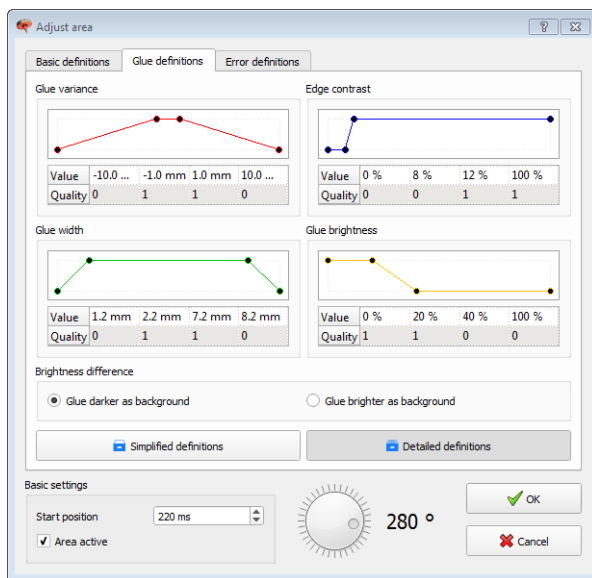 Adjust area
Basic definitions Glue definitions Error definitions
Glue variance Edge contrast
Value -10.0 ... -1.0 mm 1.0 mm 10.0 ... Value 0 % 8 % 12 % 100 %
Quality 0 1 1 0 Quality 0 0 1 1
Glue width Glue brightness
Value 1.2 mm 2.2 mm 7.2 mm 8.2 mm Value 0 % 20 % 40 % 100 %
Quality 0 1 1 0 Quality 1 1 0 0
Brightness difference
Glue darker as background Glue brighter as background
Simplified definitions Detailed definitions
Basic settings
Start position 220 ms
Area active
280 °
OK
Cancel